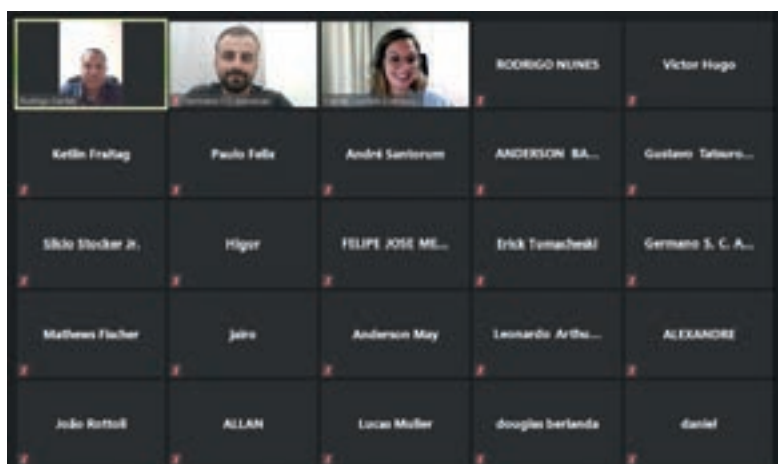 RODRIGO NUNES
Victor Hugo
Ketlin Freitag
Paulo Felix
André Santorum
ANDERSON BA...
Gustavo Tatsuro...
Silvio Stocker Jr.
Higor
FELIPE JOSE ME...
Erick Tomacheski
Germano S. C. A...
Mathews Fischer
jairo
Anderson May
Leonardo Arthu...
ALEXANDRE
João Rottoli
ALLAN
Lucas Muller
douglas berlanda
daniel